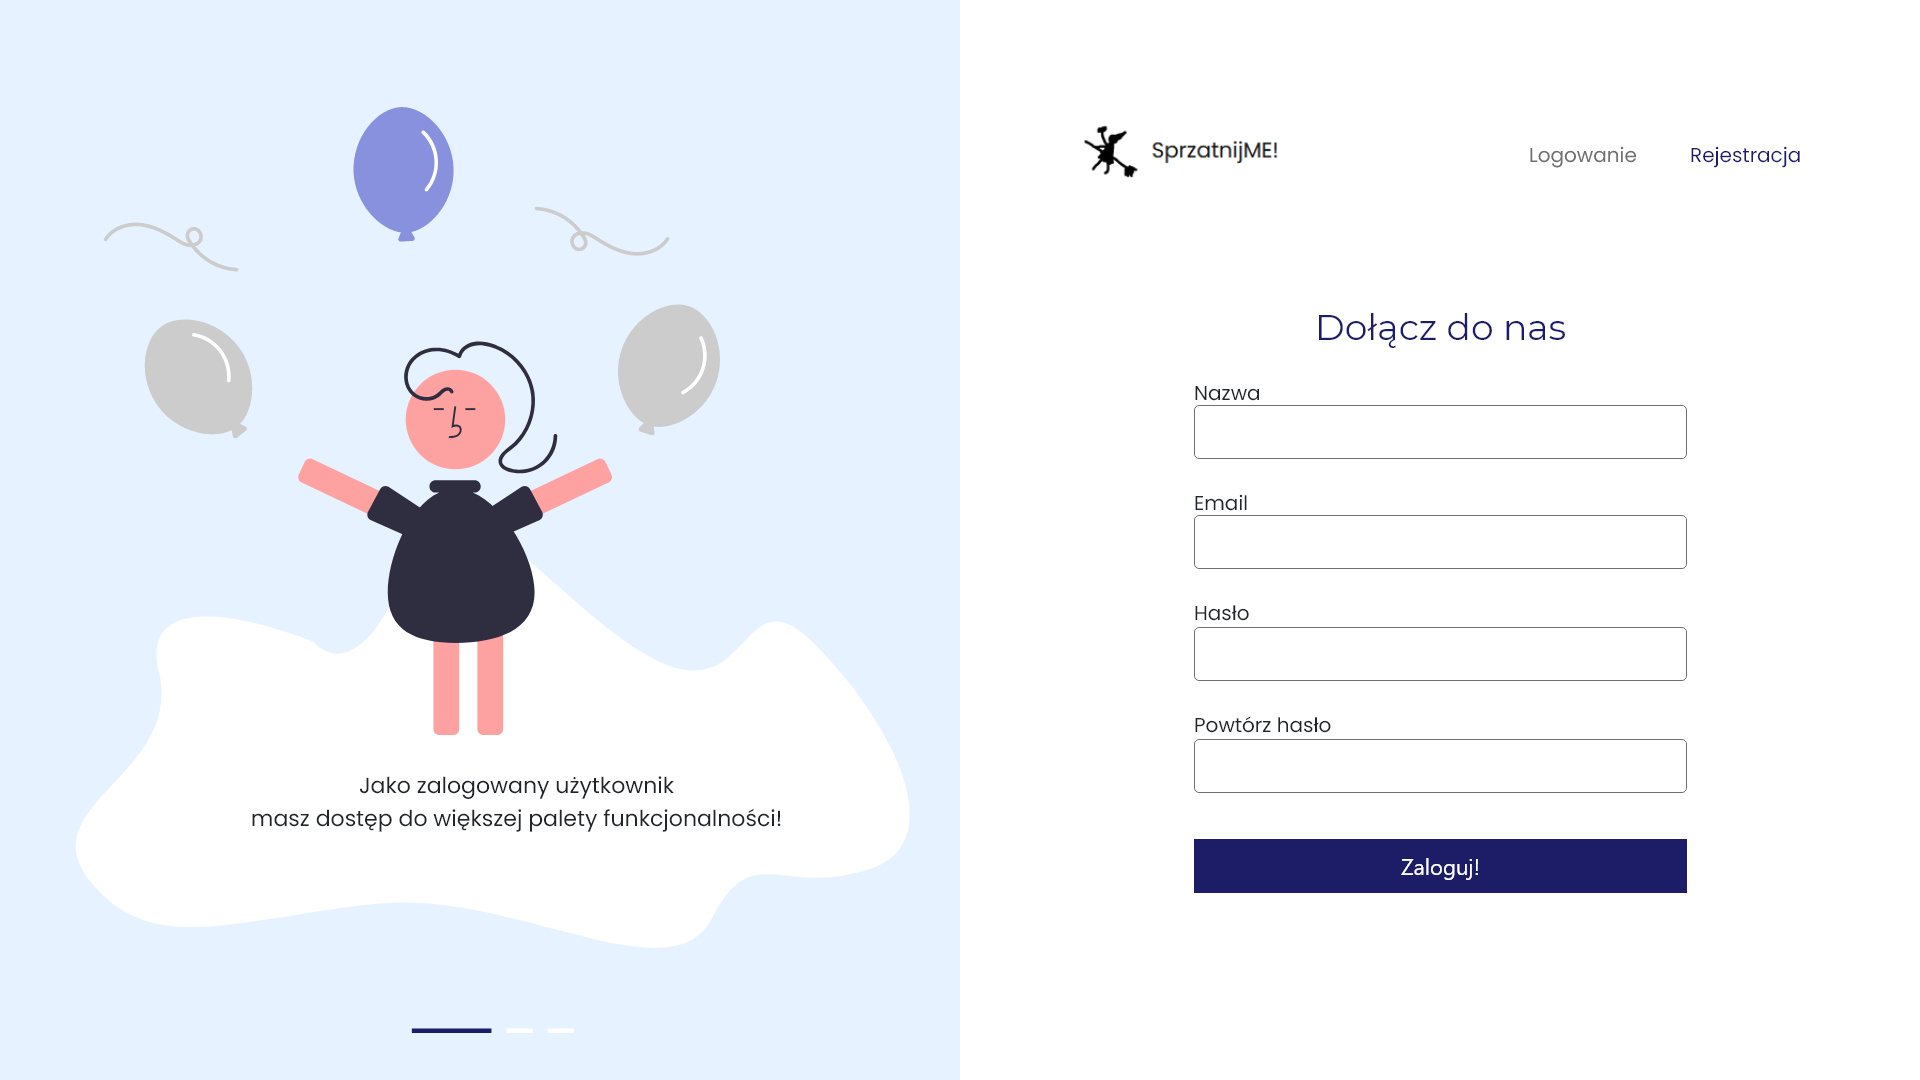 SprzatnijME!
Logowanie
Rejestracja
Dołącz do nas
Nazwa
Email
Hasło
Powtórz hasło
Zaloguj!
Jako zalogowany użytkownik
masz dostęp do większej palety funkcjonalności!